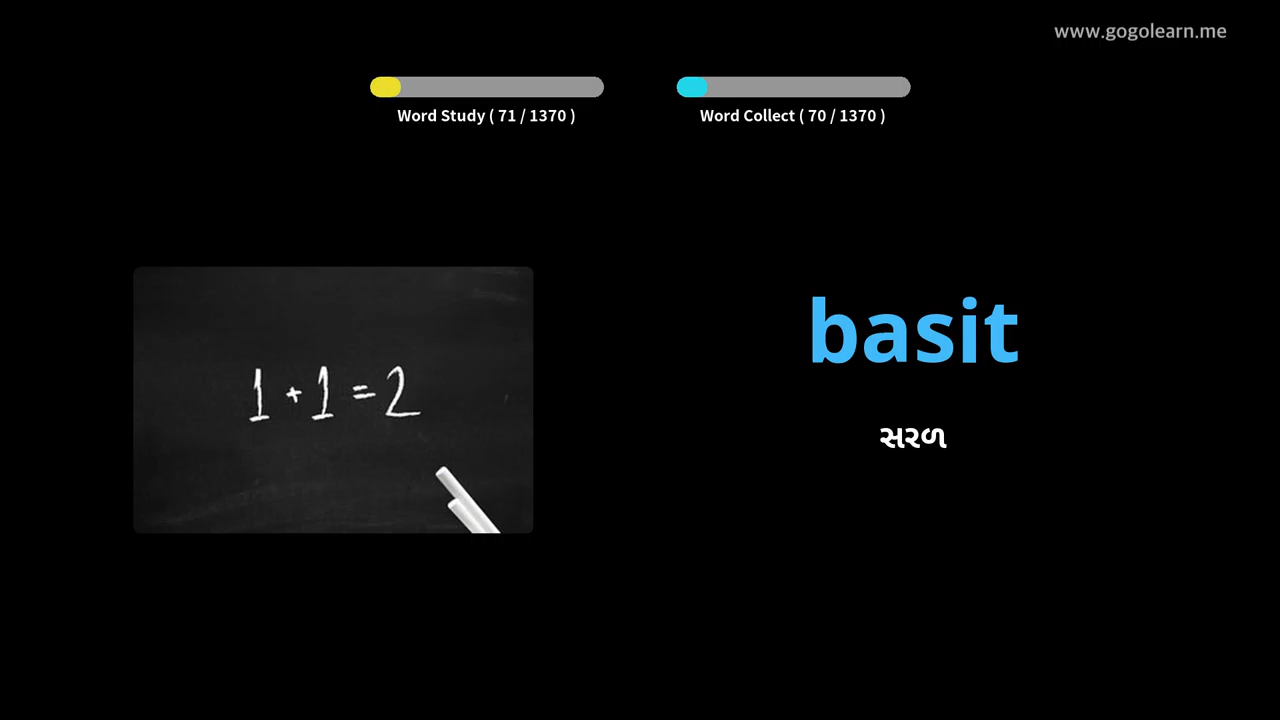 www.gogolearn.me
Word Study ( 71 / 1370 )
Word Collect ( 70 / 1370 )
1 + 1 = 2
basit
સરળ